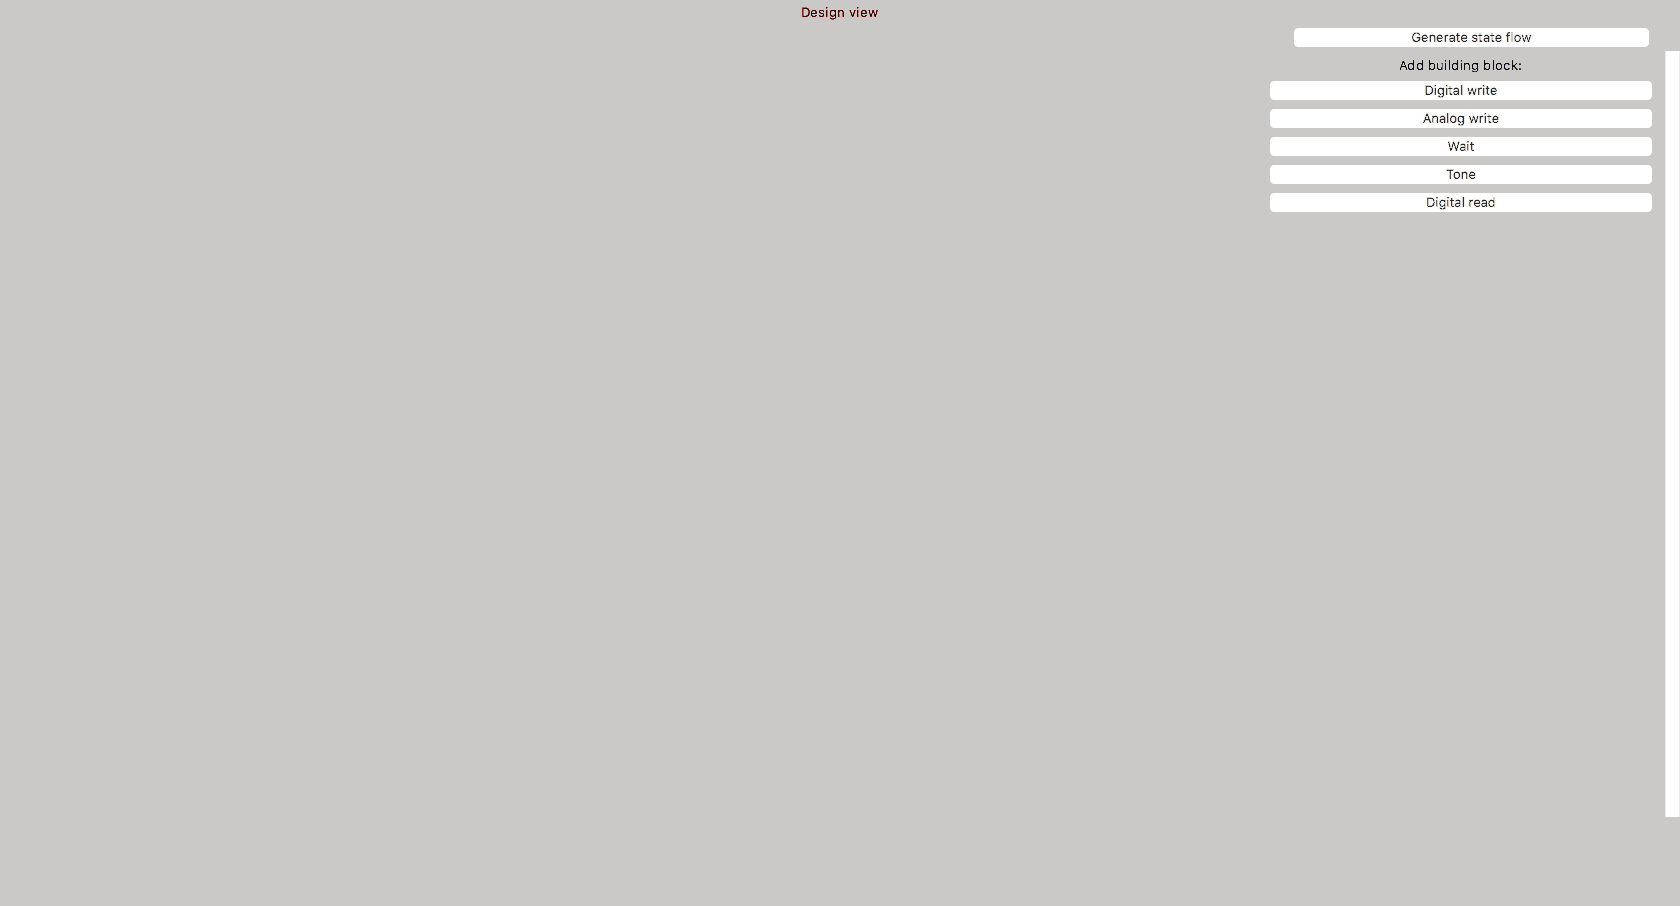 Design view
Generate state flow
Add building block:
Digital write
Analog write
Wait
Tone
Digital read